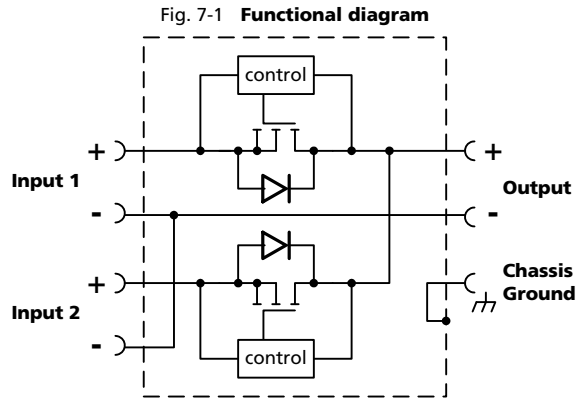 Fig. 7-1 Functional diagram
control
+ +
Input 1 Output
- -
+ Chassis
Ground
Input 2
-
control